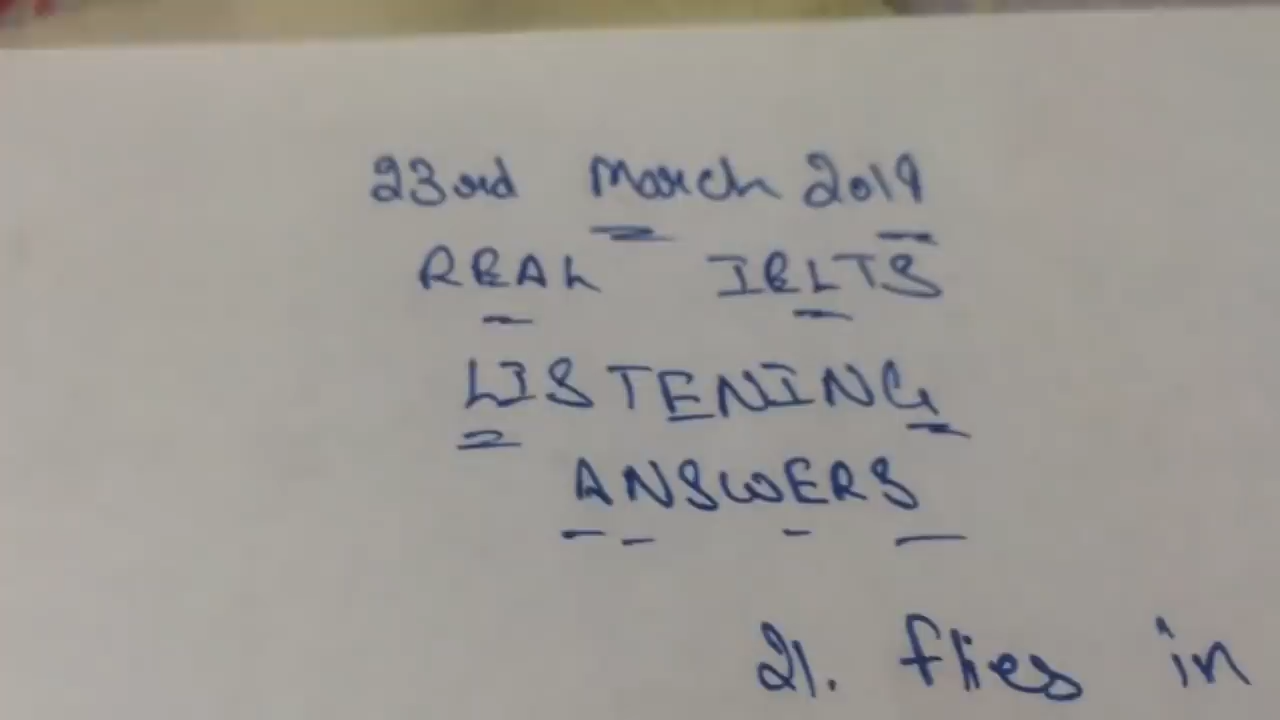 23rd March 2019
REAL IELTS
LISTENING
ANSWERS
21. flies in